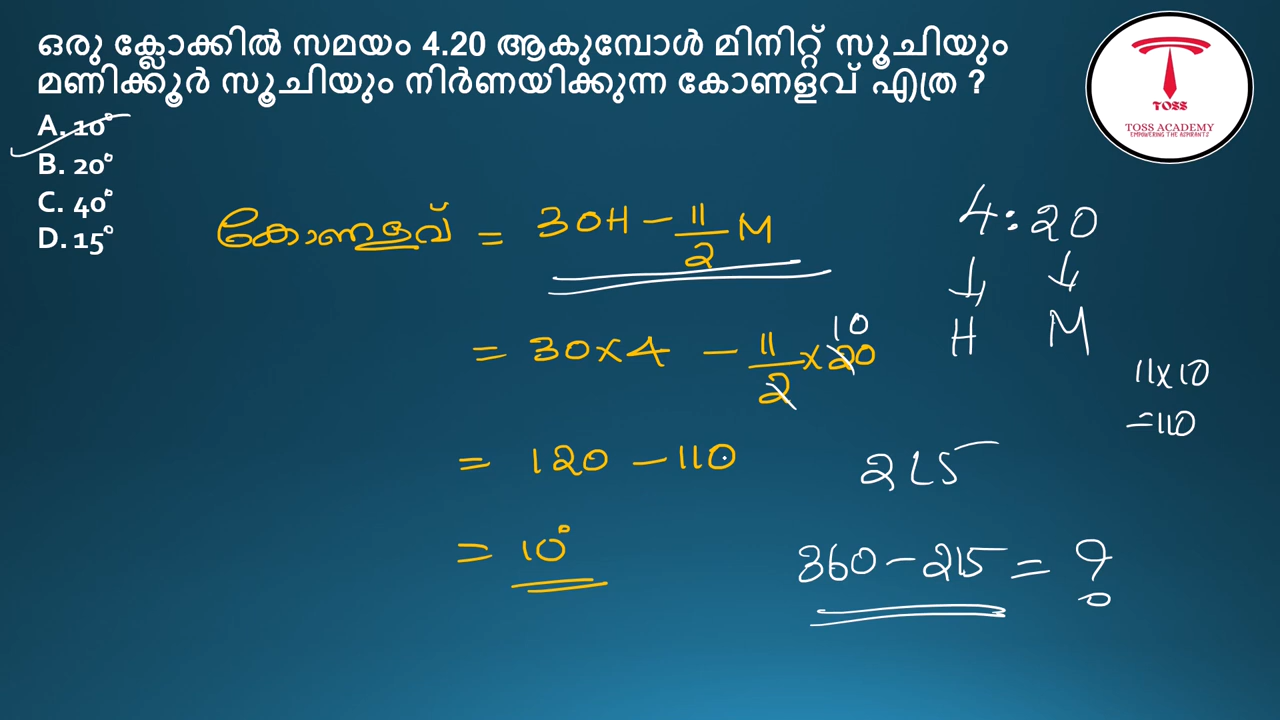 ഒരു ക്ലോക്കിൽ സമയം 4.20 ആകുമ്പോൾ മിനിറ്റ് സൂചിയും
മണിക്കൂർ സൂചിയും നിർണയിക്കുന്ന കോണളവ് എത്ര ?
TOSS
TOSS ACADEMY
EMPOWERING THE ASPIRANTS
A. 10°
B. 20°
C. 40°
D. 15°
കോണളവ് = 30H - 11/2 M
4:20
H M
= 30 x 4 - 11/2 x 20
10
11 x 10
= 110
= 120 - 110
215
= 10°
360 - 215 = ?